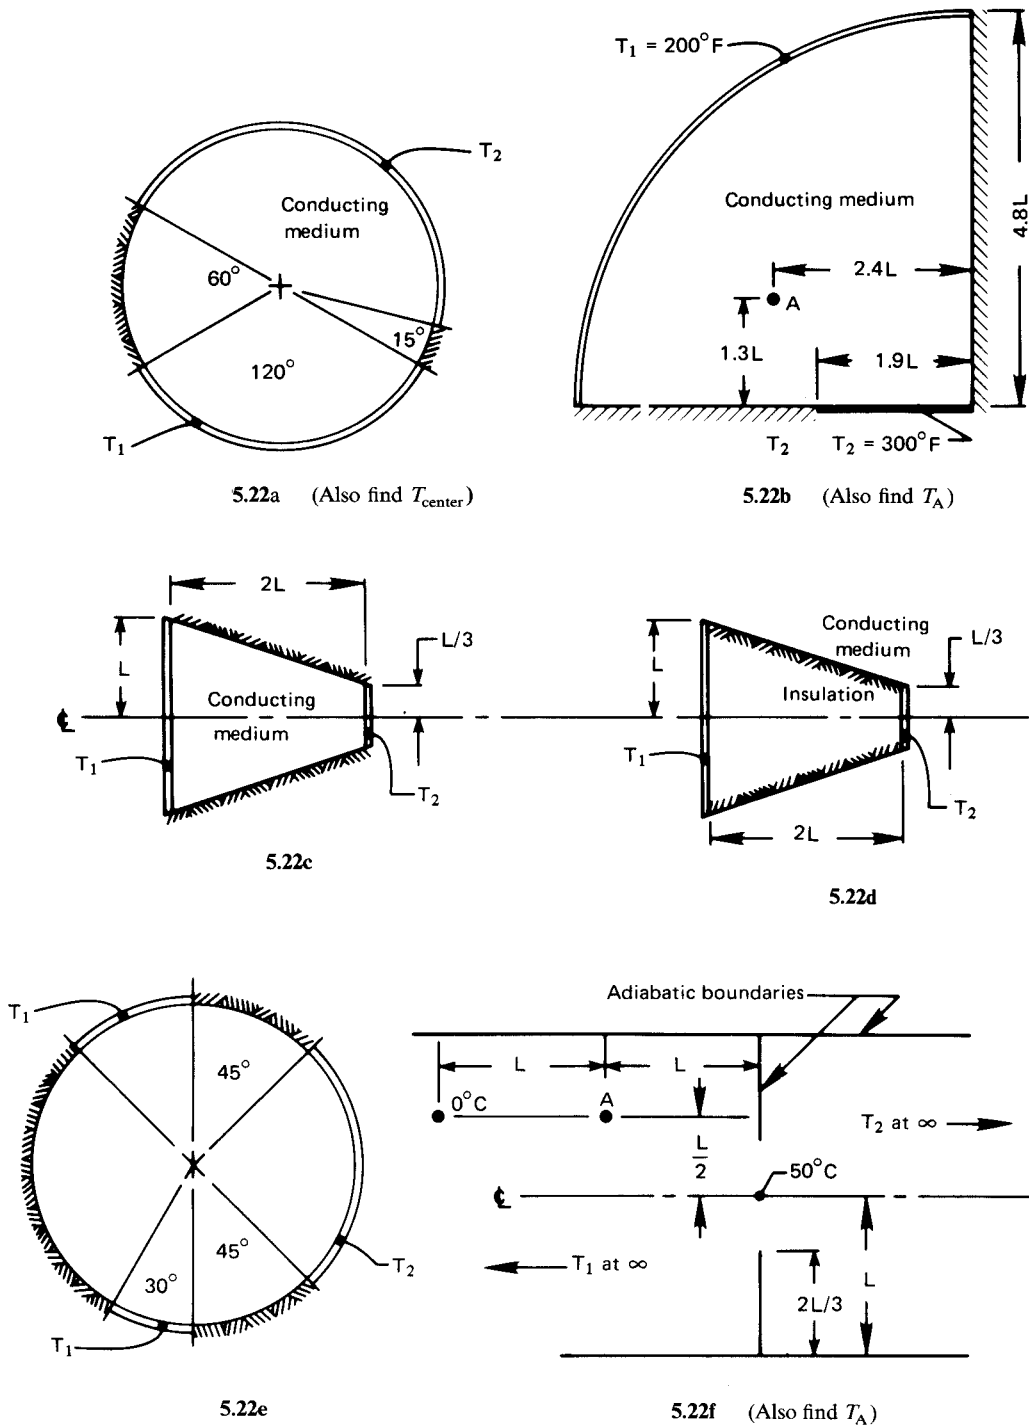 T1 = 200°F
T2
Conducting
medium
60°
15°
120°
T1
5.22a (Also find Tcenter)
Conducting medium
4.8L
2.4L
A
1.3L
1.9L
T2 T2 = 300°F
5.22b (Also find TA)
2L
L/3
L
Conducting
medium
℄
T1
T2
5.22c
Conducting
medium
L/3
L
Insulation
T1
T2
2L
5.22d
T1
45°
45°
30°
T1
T2
5.22e
Adiabatic boundaries
L
L
0°C
A
T2 at ∞
L
2
50°C
℄
T1 at ∞
2L/3
L
5.22f (Also find TA)